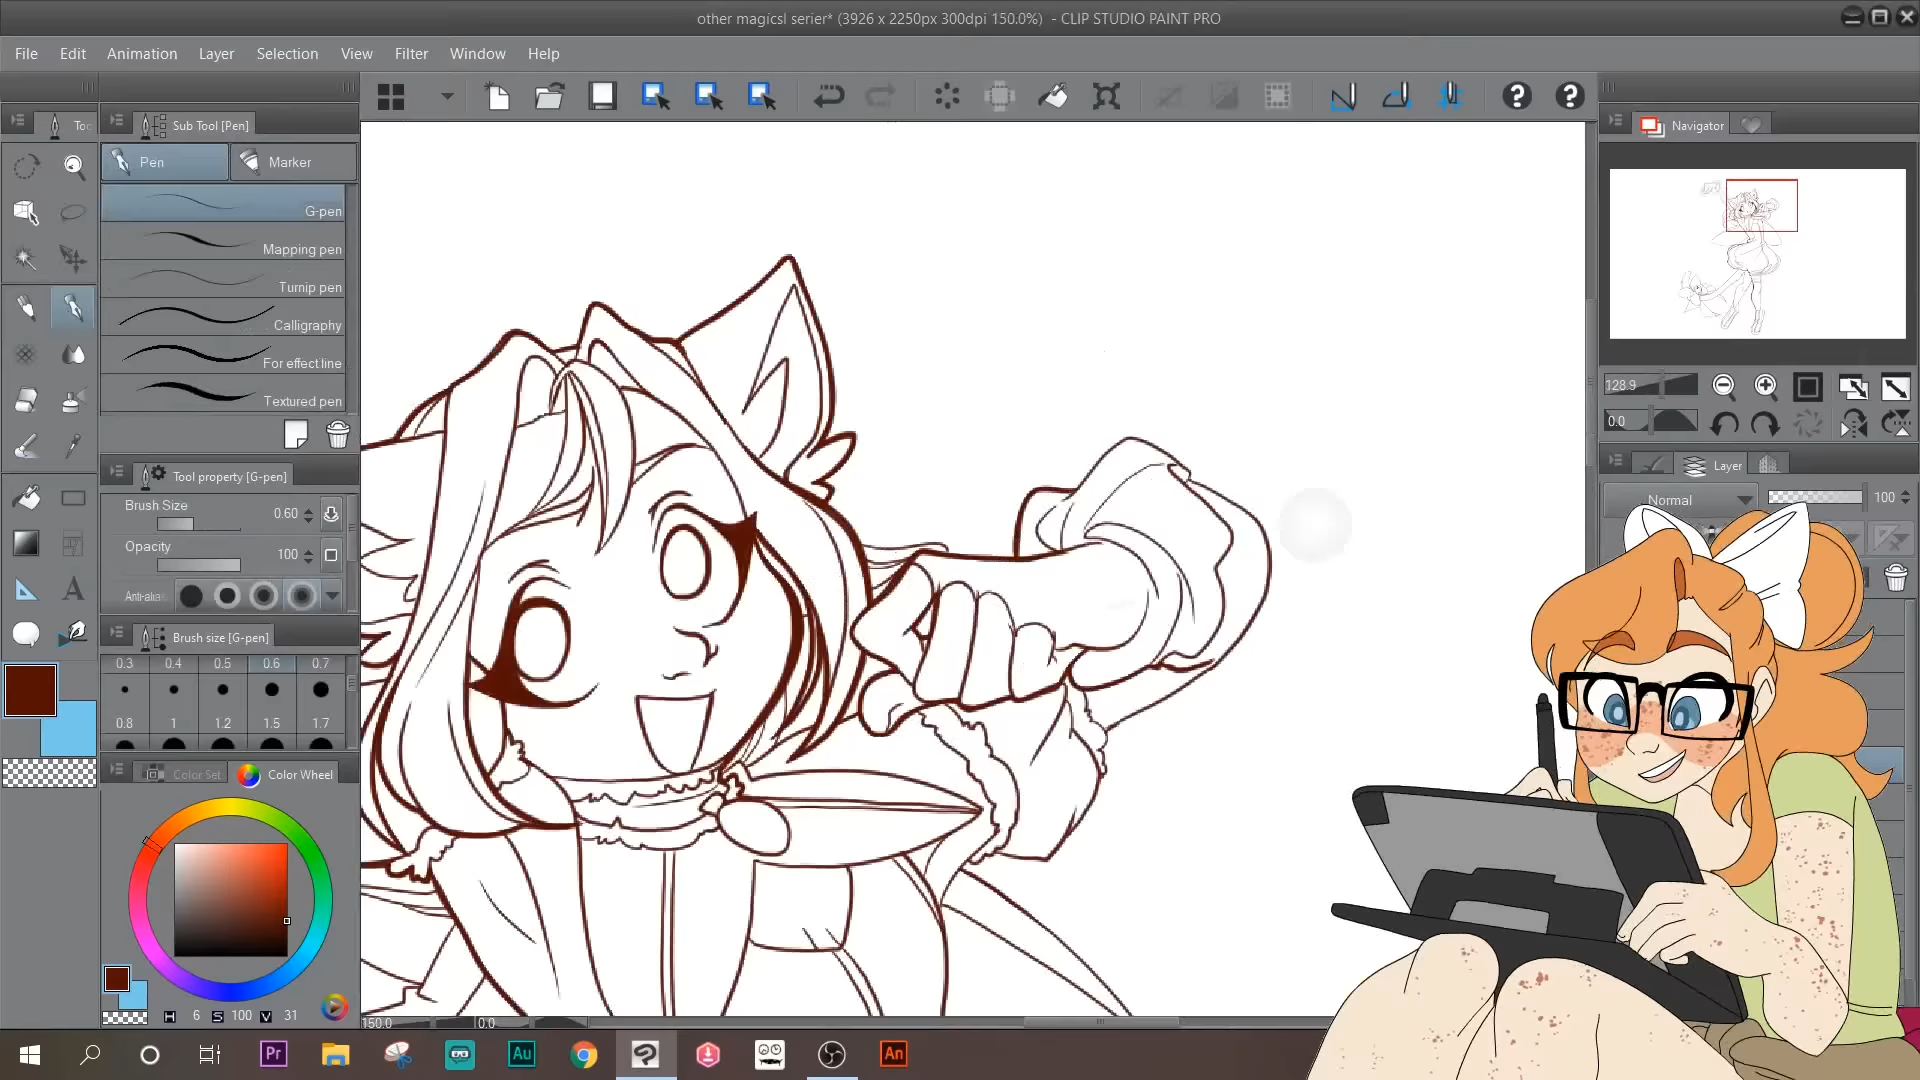 other magícsl serier* (3926 x 2250px 300dpi 150.0%) - CLIP STUDIO PAINT PRO
File Edit Animation Layer Selection View Filter Window Help
Sub Tool [Pen]
Navigator
Pen Marker
G-pen
Mapping pen
Turnip pen
Calligraphy
For effect line
Textured pen
128.9
0.0
Layer
Tool property [G-pen]
Normal 100
Brush Size 0.60
Opacity 100
Brush size [G-pen]
0.3 0.4 0.5 0.6 0.7
0.8 1 1.2 1.5 1.7
Color Set Color Wheel
H 6 S 100 V 31
150.0 0.0
Pr Au An